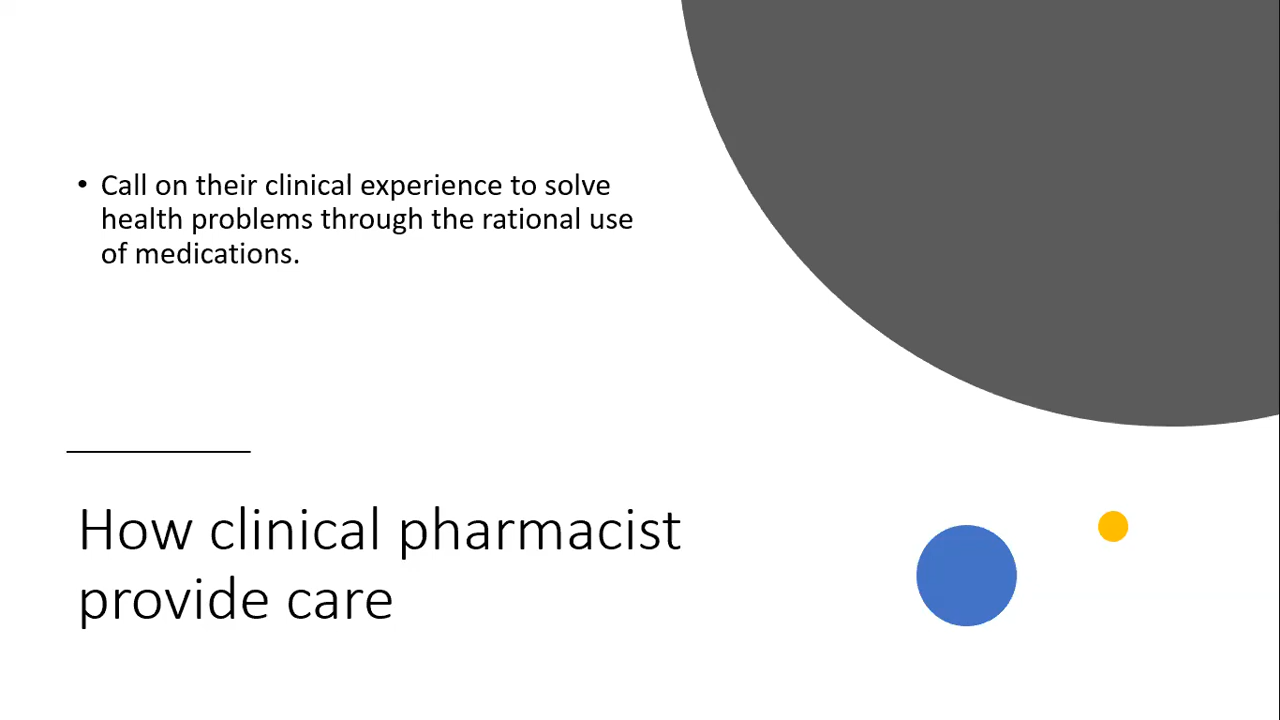 • Call on their clinical experience to solve
health problems through the rational use
of medications.
How clinical pharmacist
provide care